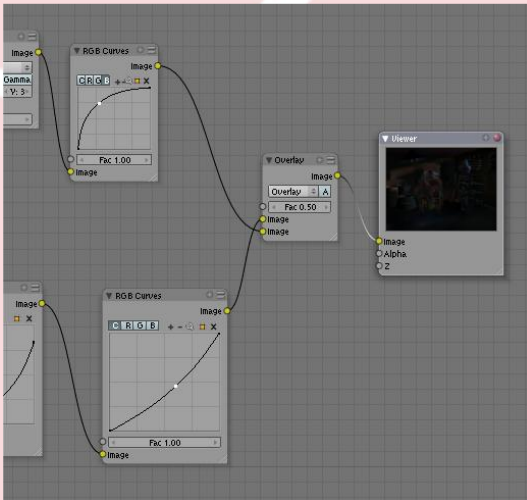 Image
Gamma.
V: 3
RGB Curves
Image
C R G B
Fac 1.00
Image
Overlay
Image
Overlay
A
Fac 0.50
Image
Image
Viewer
Image
Alpha
Z
Image
RGB Curves
Image
C R G B
Fac 1.00
Image